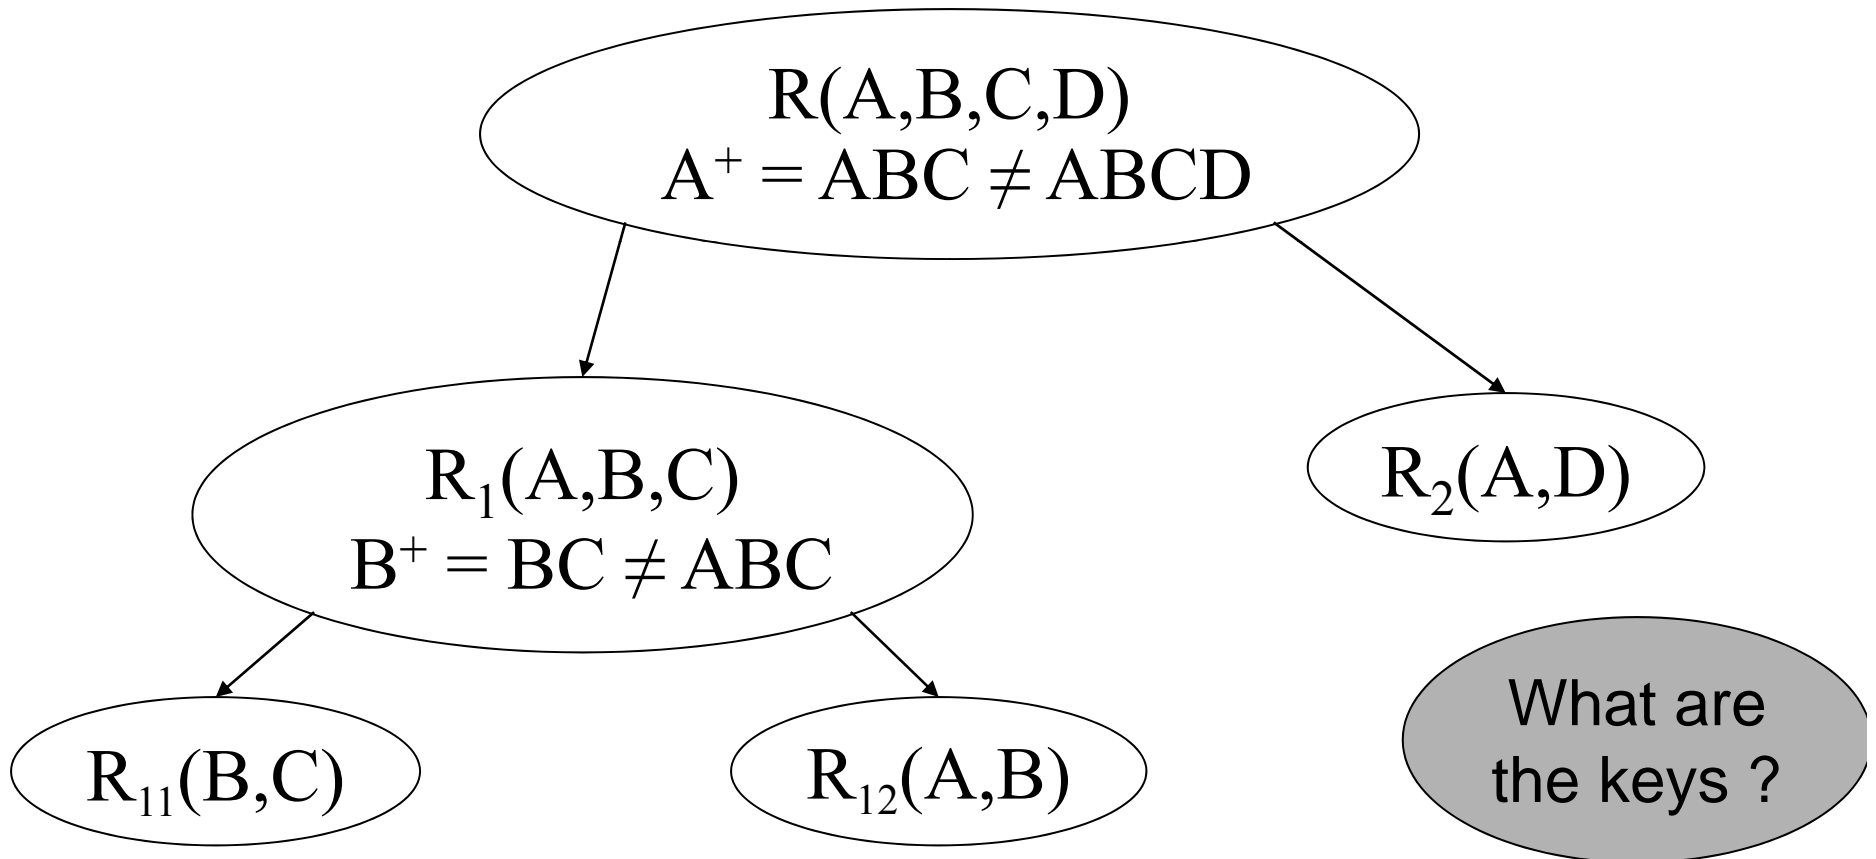 R(A,B,C,D)
A⁺ = ABC ≠ ABCD
R₁(A,B,C)
B⁺ = BC ≠ ABC
R₂(A,D)
R₁₁(B,C)
R₁₂(A,B)
What are
the keys ?